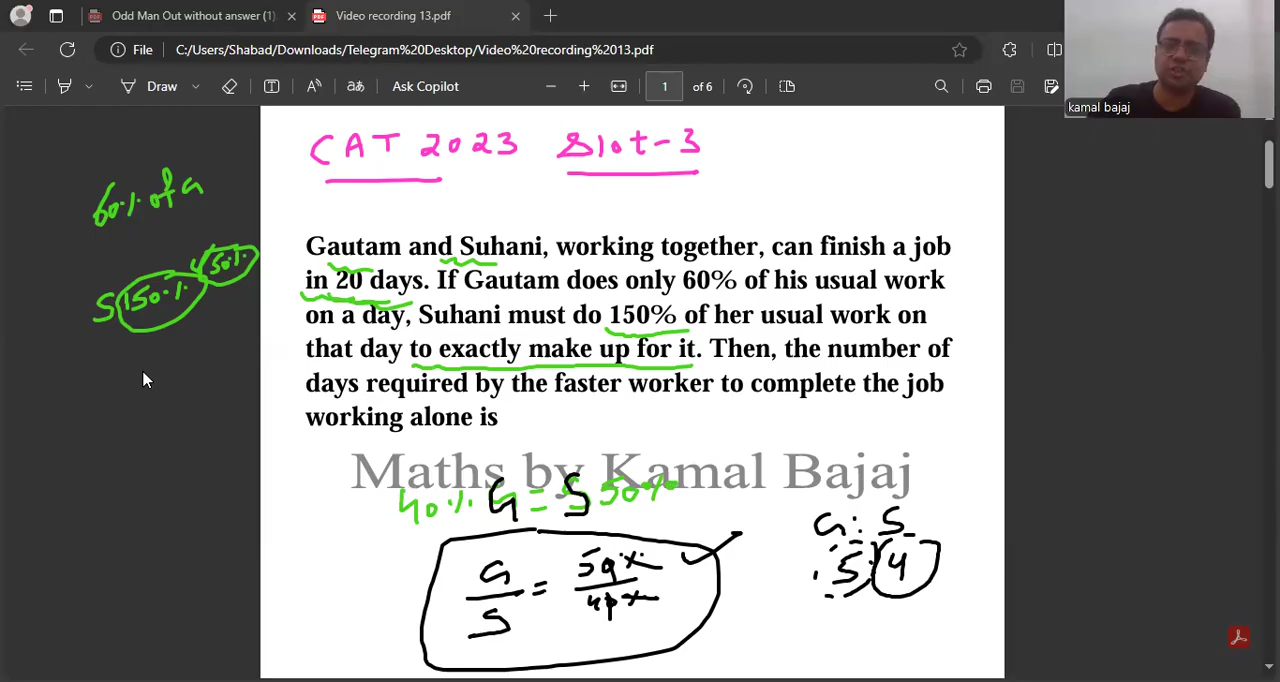 Odd Man Out without answer (1)
Video recording 13.pdf
File
C:/Users/Shabad/Downloads/Telegram%20Desktop/Video%20recording%2013.pdf
Draw
aあ
Ask Copilot
1
of 6
kamal bajaj
CAT 2023 Slot-3
60% of G
50%
S 150%
Gautam and Suhani, working together, can finish a job
in 20 days. If Gautam does only 60% of his usual work
on a day, Suhani must do 150% of her usual work on
that day to exactly make up for it. Then, the number of
days required by the faster worker to complete the job
working alone is
Maths by Kamal Bajaj
40% G = S 50%
G : S
5 : 4
G/S = 50%/40%